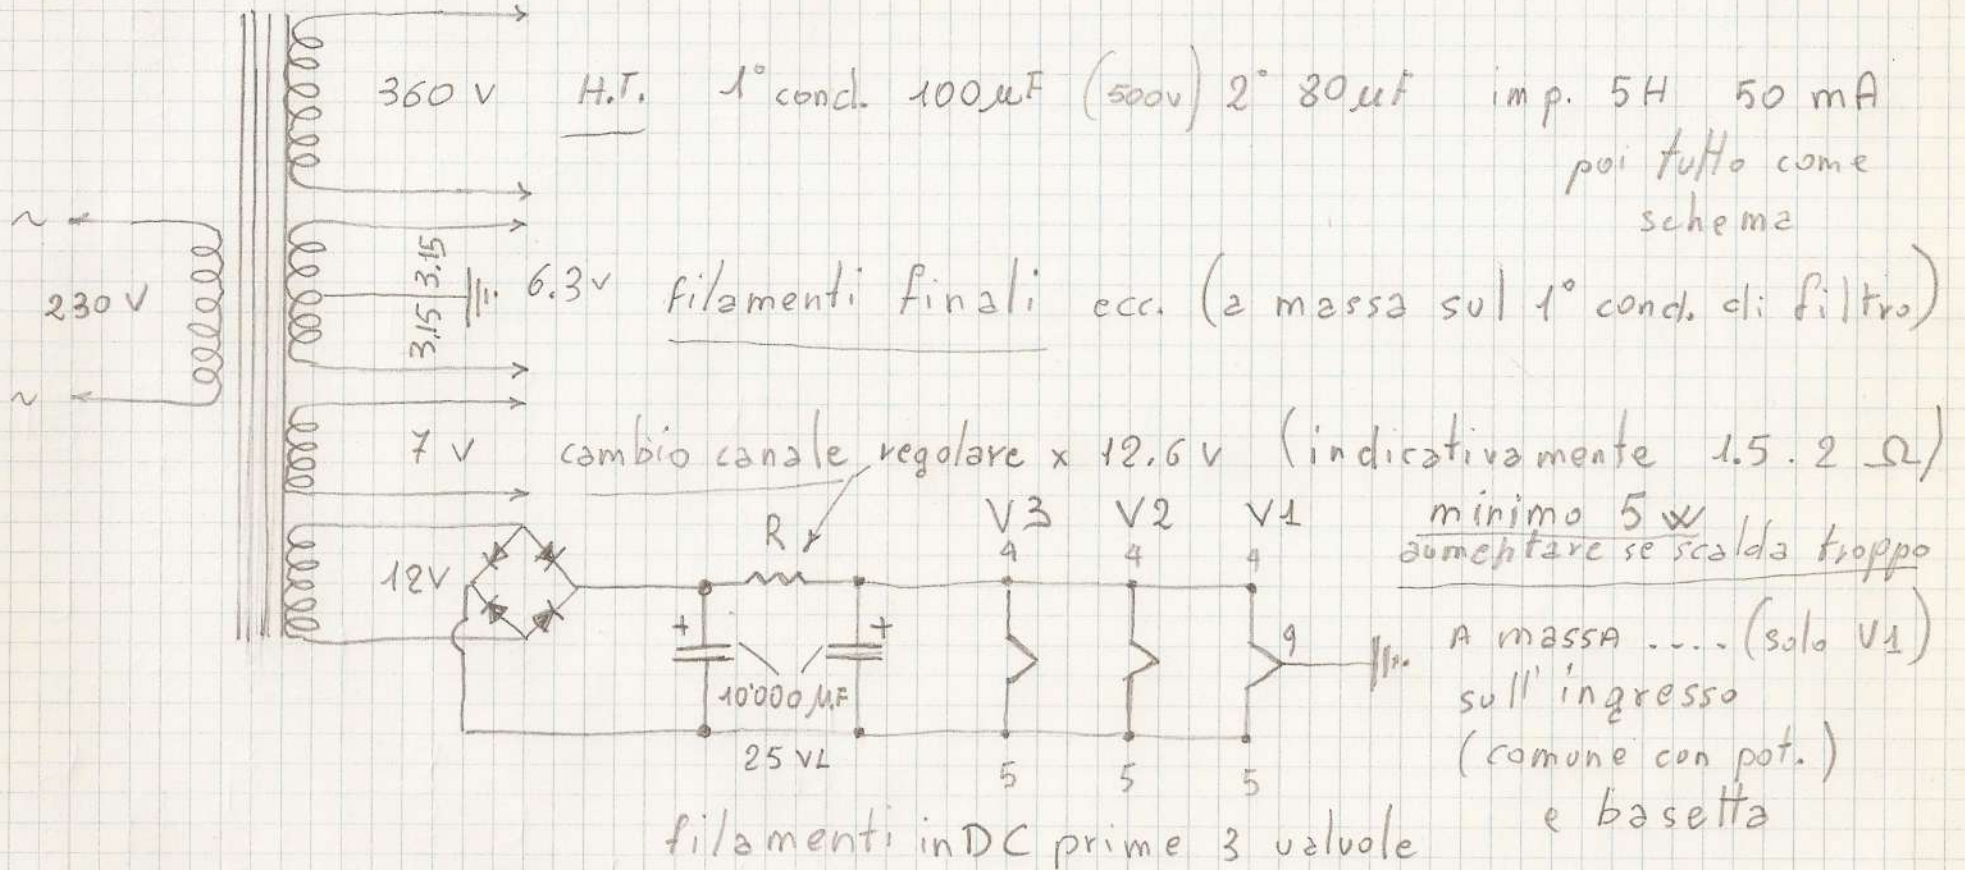 360 V H.T. 1° cond. 100 µF (500v) 2° 80 µF imp. 5H 50 mA
poi tutto come
schema
~
230 V
~
3.15 3.15
6.3 v filamenti finali ecc. (a massa sul 1° cond. di filtro)
7 V cambio canale regolare x 12.6 v (indicativamente 1.5 . 2 Ω)
minimo 5 W
aumentare se scalda troppo
R V3 V2 V1
4 4 4
12V
+ +
9
10'000 µF
25 VL
5 5 5
A massA .... (solo V1)
sull'ingresso
(comune con pot.)
e basetta
filamenti in DC prime 3 valvole